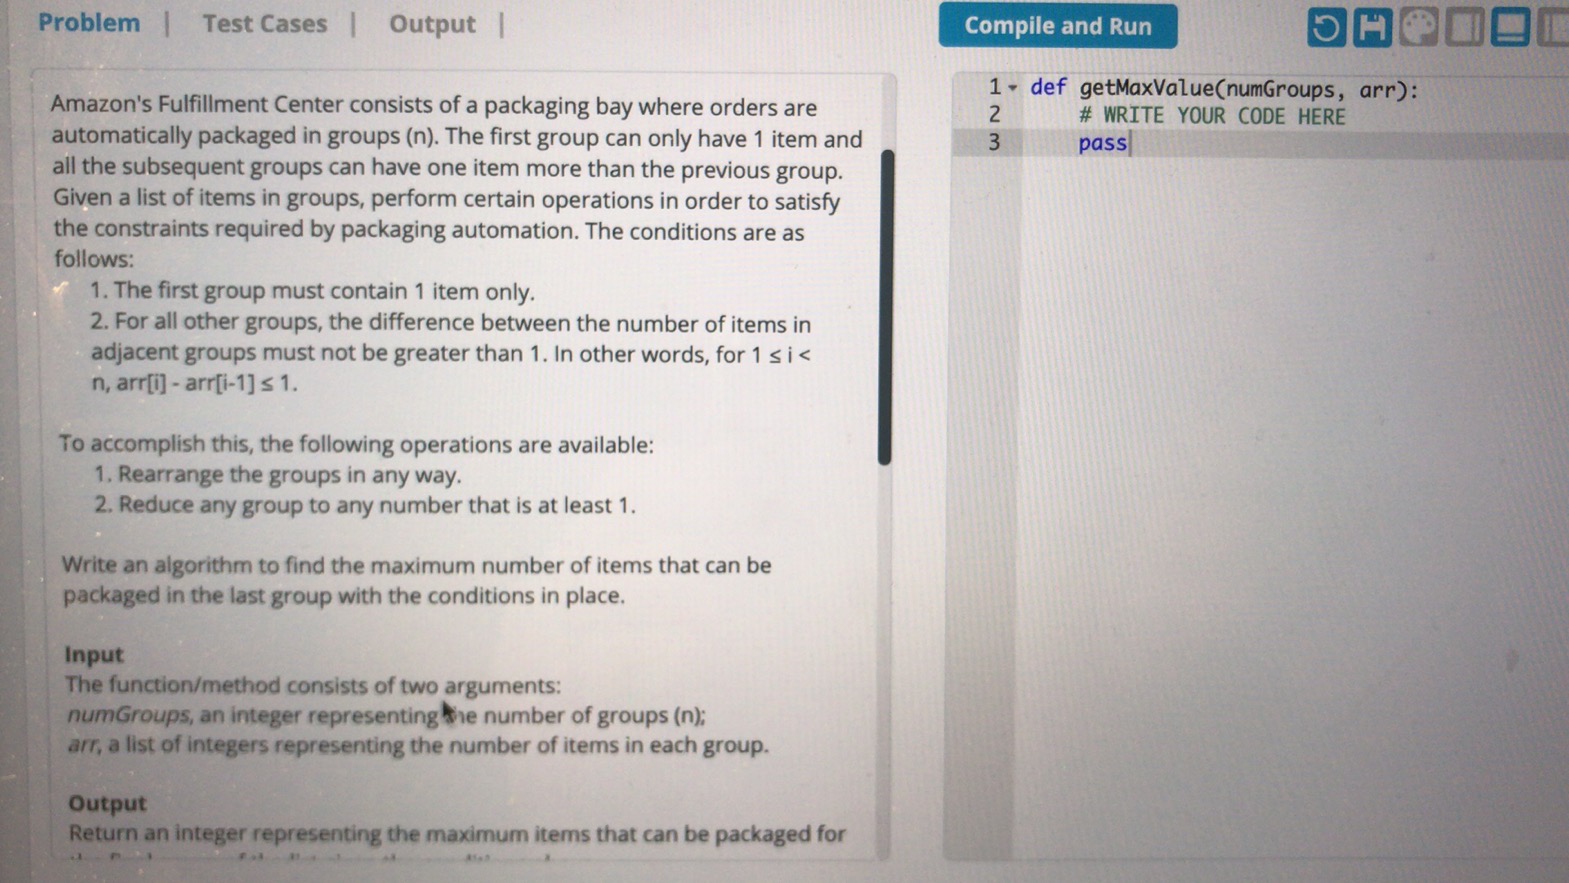 Problem | Test Cases | Output |
Compile and Run
Amazon's Fulfillment Center consists of a packaging bay where orders are
automatically packaged in groups (n). The first group can only have 1 item and
all the subsequent groups can have one item more than the previous group.
Given a list of items in groups, perform certain operations in order to satisfy
the constraints required by packaging automation. The conditions are as
follows:
1. The first group must contain 1 item only.
2. For all other groups, the difference between the number of items in
adjacent groups must not be greater than 1. In other words, for 1 ≤ i <
n, arr[i] - arr[i-1] ≤ 1.
To accomplish this, the following operations are available:
1. Rearrange the groups in any way.
2. Reduce any group to any number that is at least 1.
Write an algorithm to find the maximum number of items that can be
packaged in the last group with the conditions in place.
Input
The function/method consists of two arguments:
numGroups, an integer representing the number of groups (n);
arr, a list of integers representing the number of items in each group.
Output
Return an integer representing the maximum items that can be packaged for
1 def getMaxValue(numGroups, arr):
2 # WRITE YOUR CODE HERE
3 pass